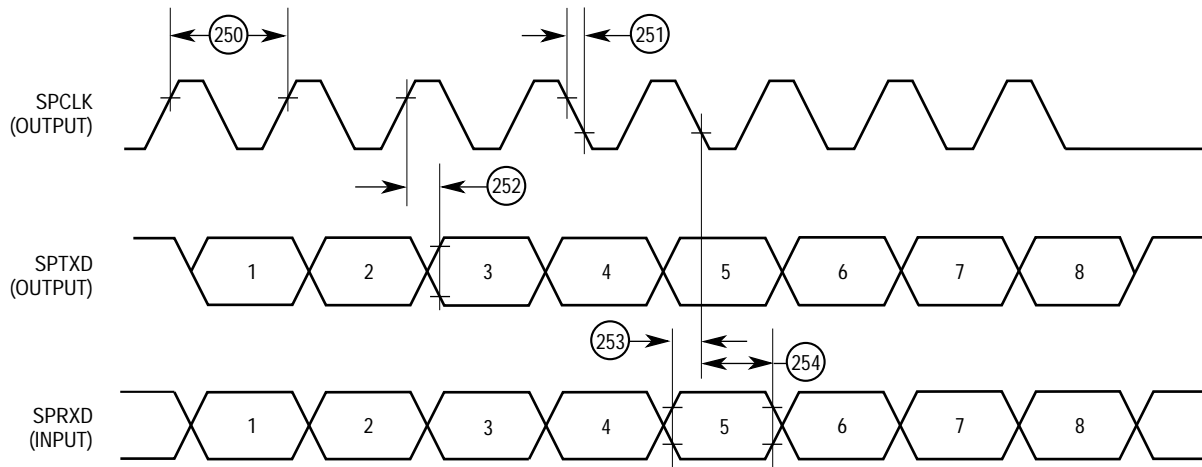 250
251
SPCLK
(OUTPUT)
252
SPTXD
(OUTPUT)
1 2 3 4 5 6 7 8
253
254
SPRXD
(INPUT)
1 2 3 4 5 6 7 8